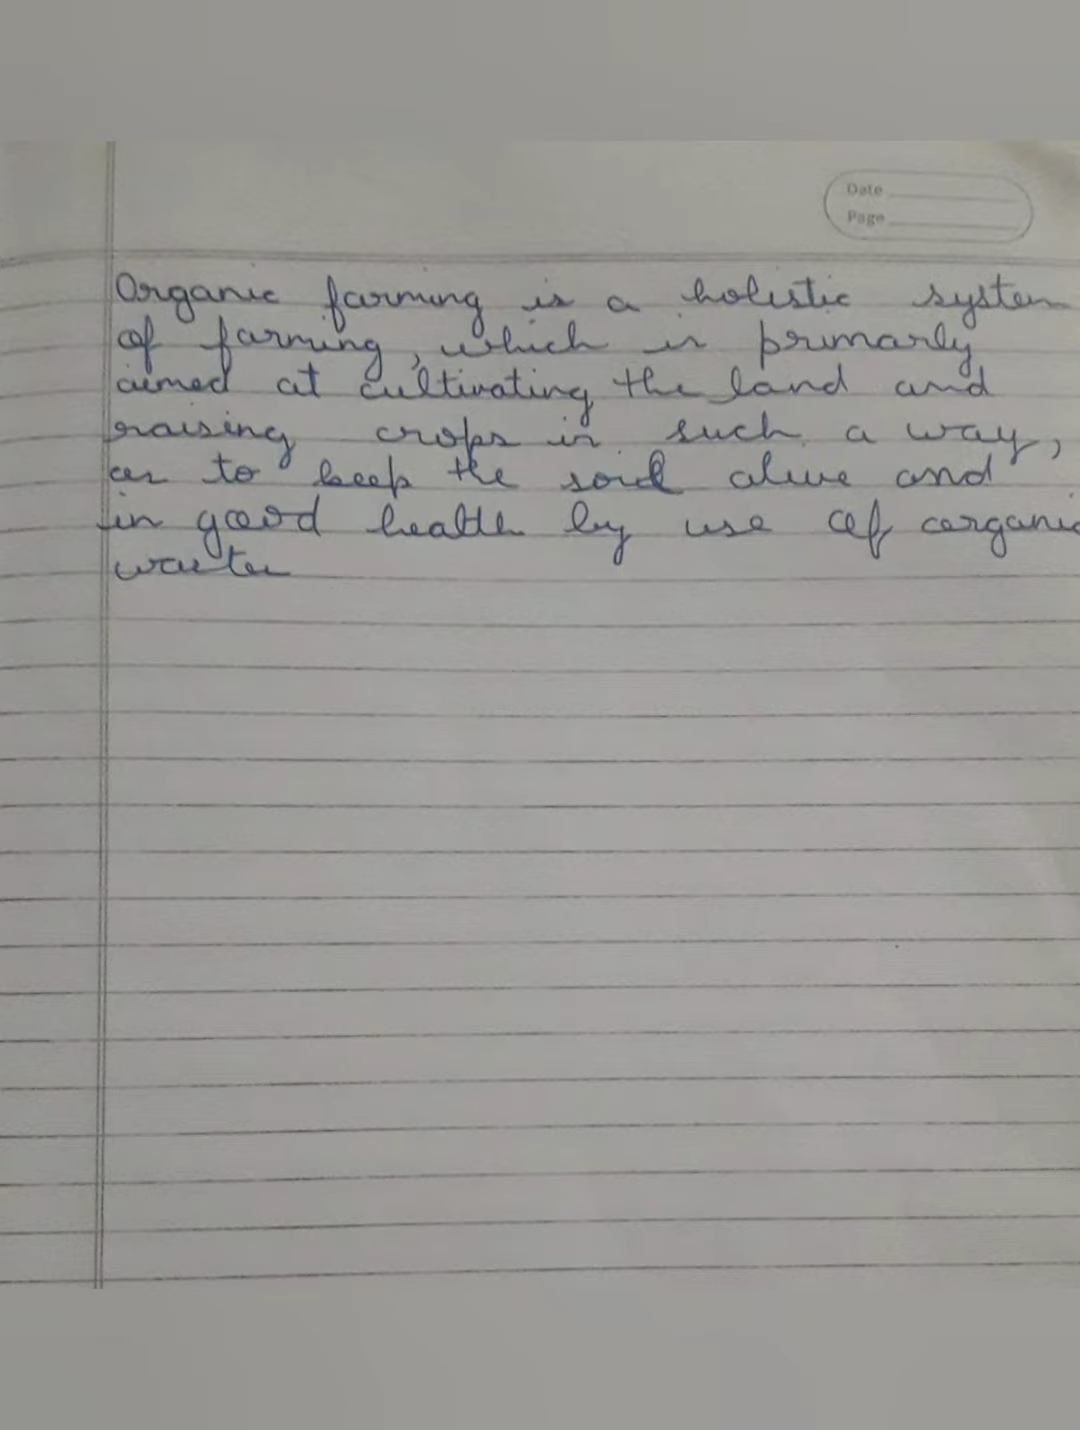 Date
Page
Organic farming is a holistic system
of farming, which is primarly
aimed at cultivating the land and
raising crops in such a way,
as to keep the soil alive and
in good health by use of organic
wastes